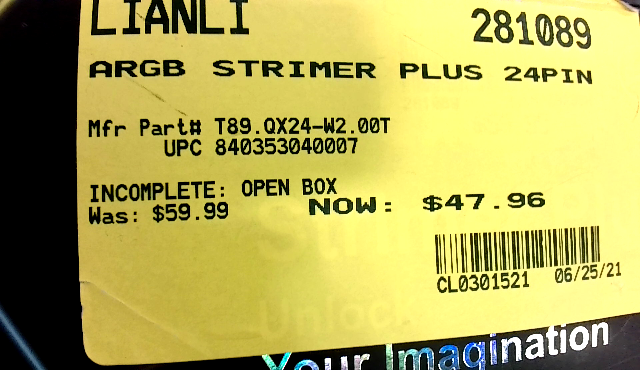 LIANLI 281089
ARGB STRIMER PLUS 24PIN
Mfr Part# T89.QX24-W2.00T
UPC 840353040007
INCOMPLETE: OPEN BOX
Was: $59.99 NOW: $47.96
CL0301521 06/25/21
Unlock
Your Imagination